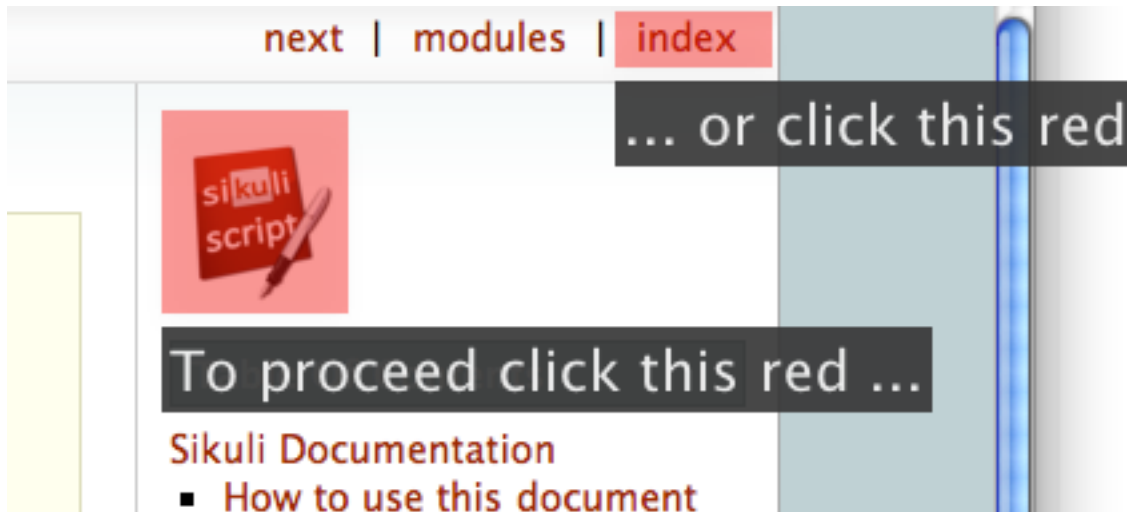 next | modules | index
... or click this red
sikuli
script
To proceed click this red ...
Sikuli Documentation
▪ How to use this document